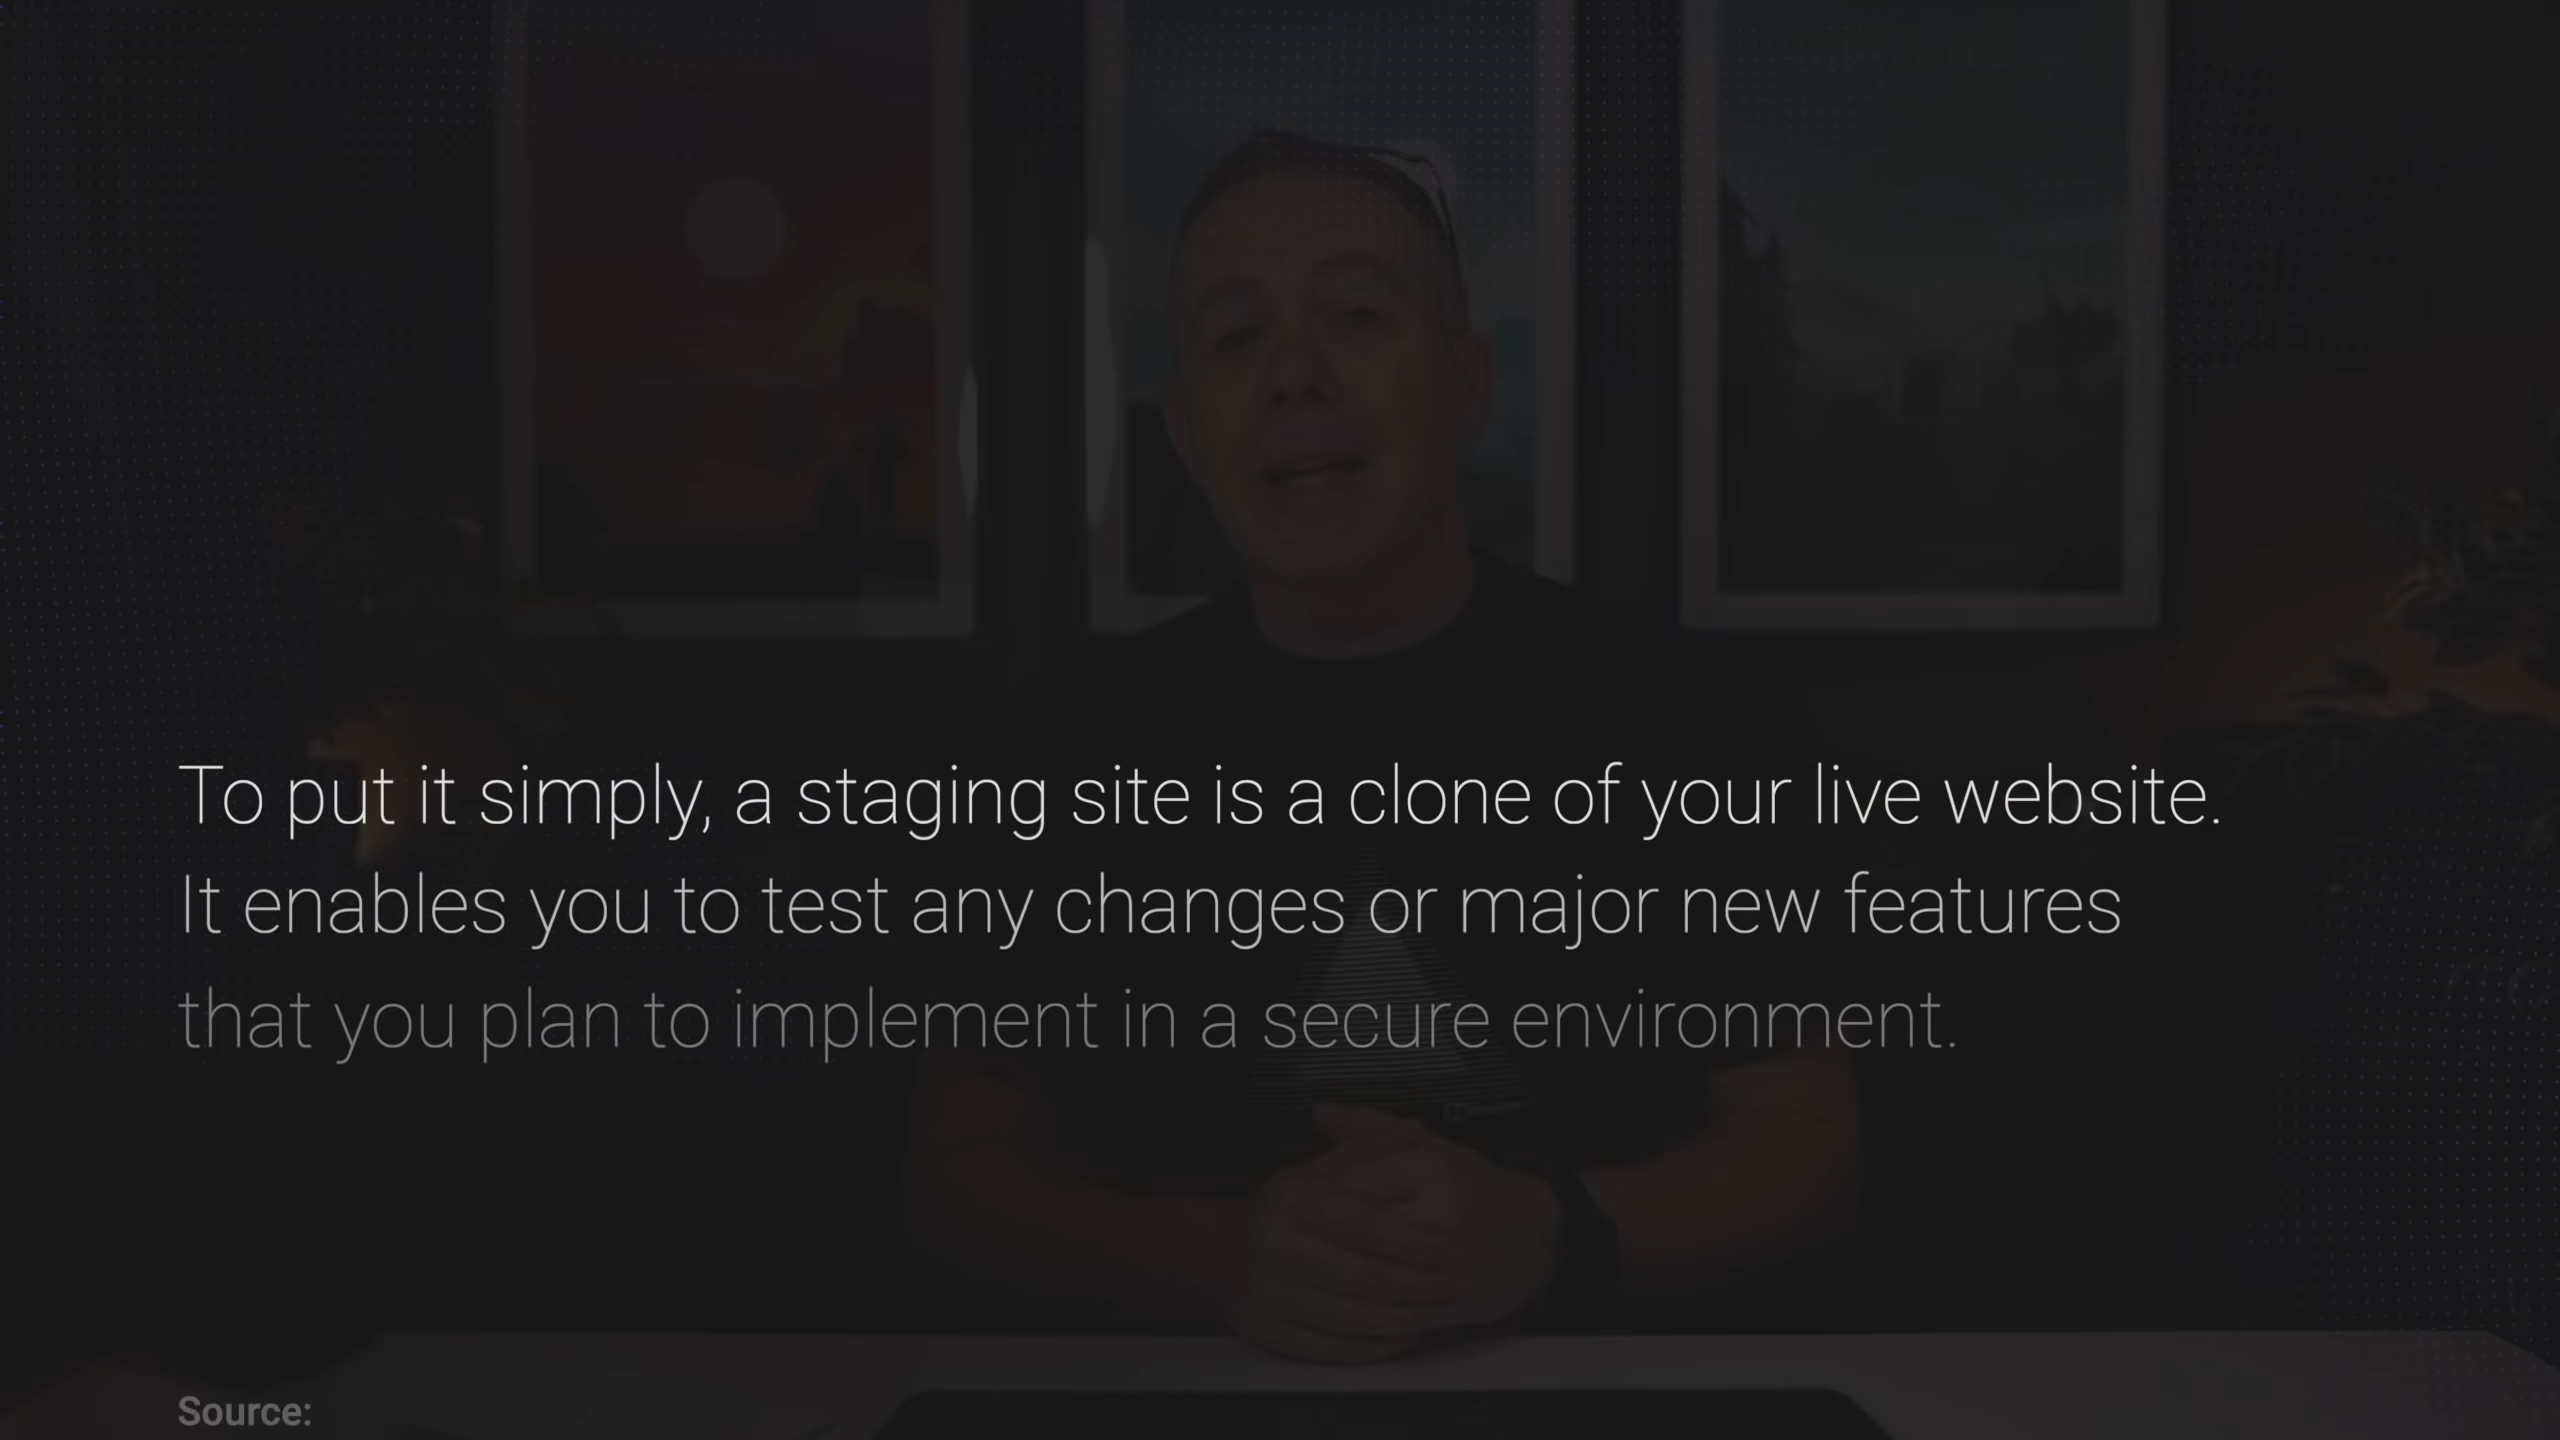 To put it simply, a staging site is a clone of your live website.
It enables you to test any changes or major new features
that you plan to implement in a secure environment.
Source: